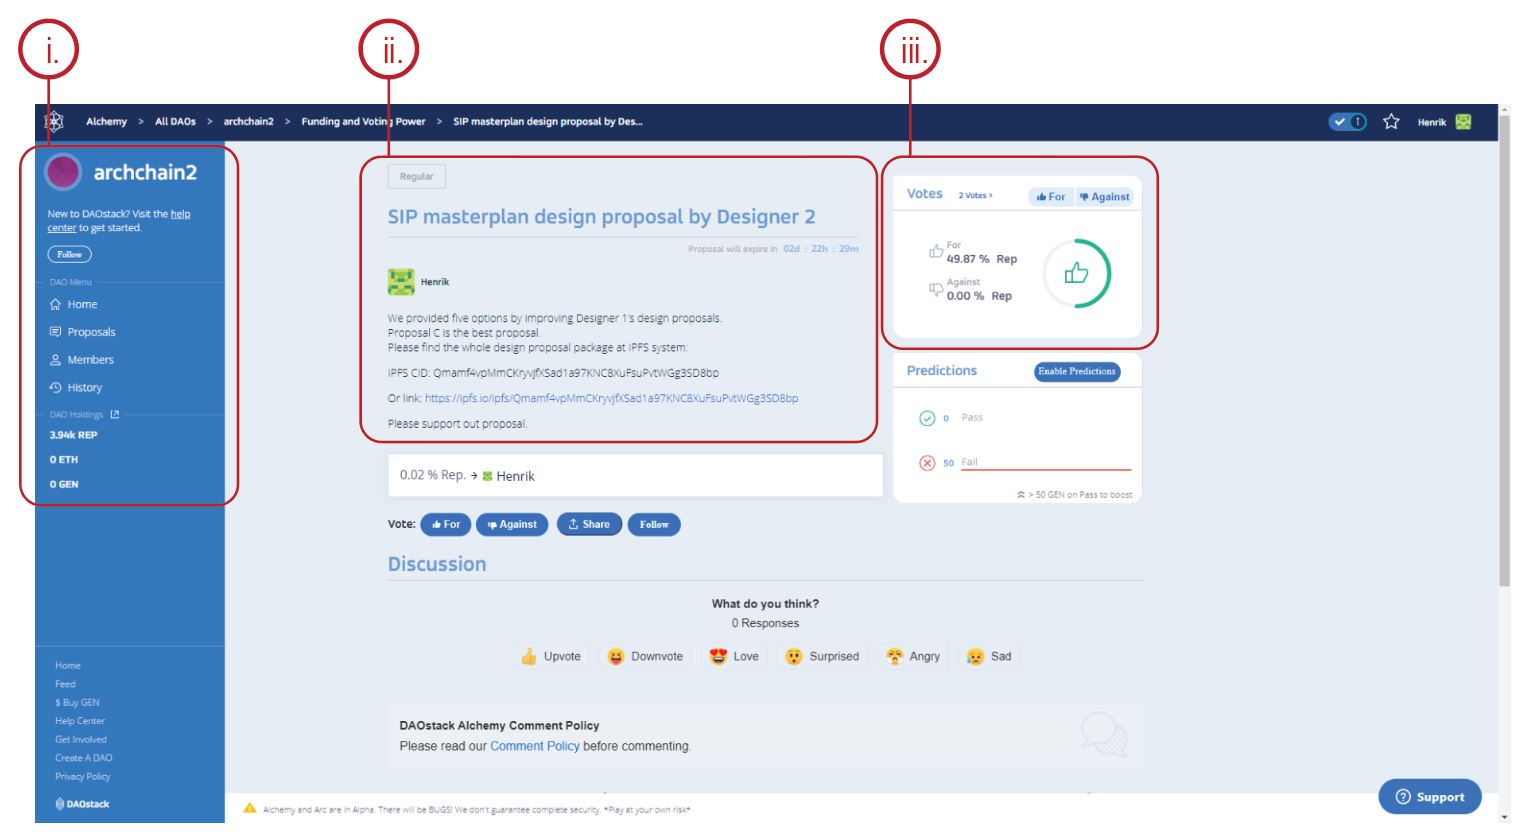 i.
ii.
iii.
Alchemy > All DAOs > archchain2 > Funding and Voting Power > SIP masterplan design proposal by Des...
Henrik
archchain2
New to DAOstack? Visit the help
center to get started.
Follow
DAO Menu
Home
Proposals
Members
History
DAO Holdings
3.94k REP
0 ETH
0 GEN
Home
Feed
$ Buy GEN
Help Center
Get Involved
Create A DAO
Privacy Policy
DAOstack
Regular
SIP masterplan design proposal by Designer 2
Proposal will expire in 02d : 22h : 29m
Henrik
We provided five options by improving Designer 1's design proposals.
Proposal C is the best proposal.
Please find the whole design proposal package at IPFS system:
IPFS CID: Qmamf4vpMmCKryvjfXSad1a97KNC8XuFsuPvtWGg3SD8bp
Or link: https://ipfs.io/ipfs/Qmamf4vpMmCKryvjfXSad1a97KNC8XuFsuPvtWGg3SD8bp
Please support out proposal.
0.02 % Rep. → Henrik
Vote: For Against Share Follow
Votes 2 Votes > For Against
For
49.87 % Rep
Against
0.00 % Rep
Predictions Enable Predictions
0 Pass
50 Fail
> 50 GEN on Pass to boost
Discussion
What do you think?
0 Responses
Upvote Downvote Love Surprised Angry Sad
DAOstack Alchemy Comment Policy
Please read our Comment Policy before commenting.
Alchemy and Arc are in Alpha. There will be BUGS! We don't guarantee complete security. *Play at your own risk*
Support